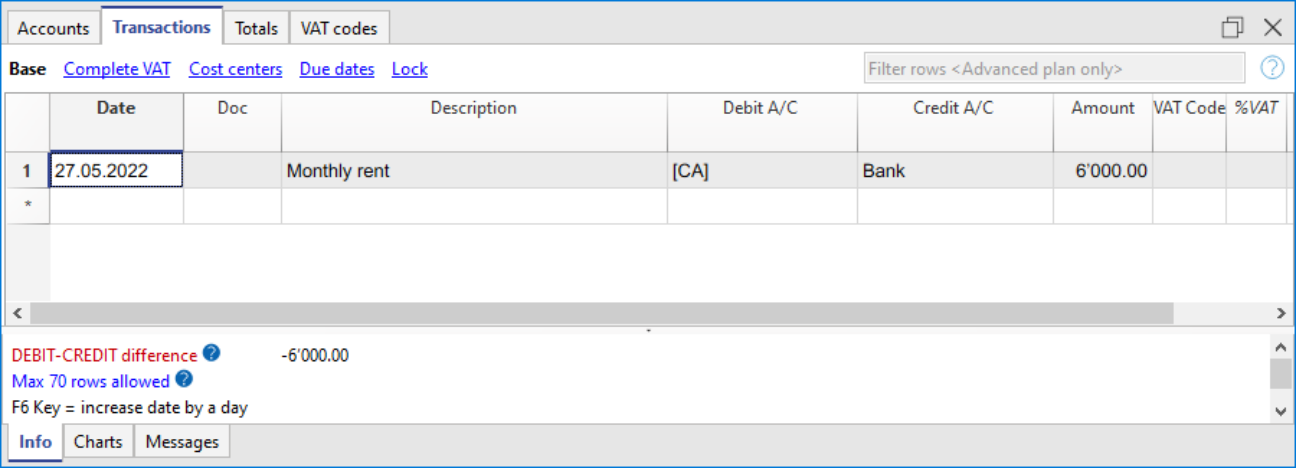 Accounts Transactions Totals VAT codes
Base Complete VAT Cost centers Due dates Lock Filter rows <Advanced plan only> ?
Date Doc Description Debit A/C Credit A/C Amount VAT Code %VAT
1 27.05.2022 Monthly rent [CA] Bank 6'000.00
*
DEBIT-CREDIT difference ? -6'000.00
Max 70 rows allowed ?
F6 Key = increase date by a day
Info Charts Messages